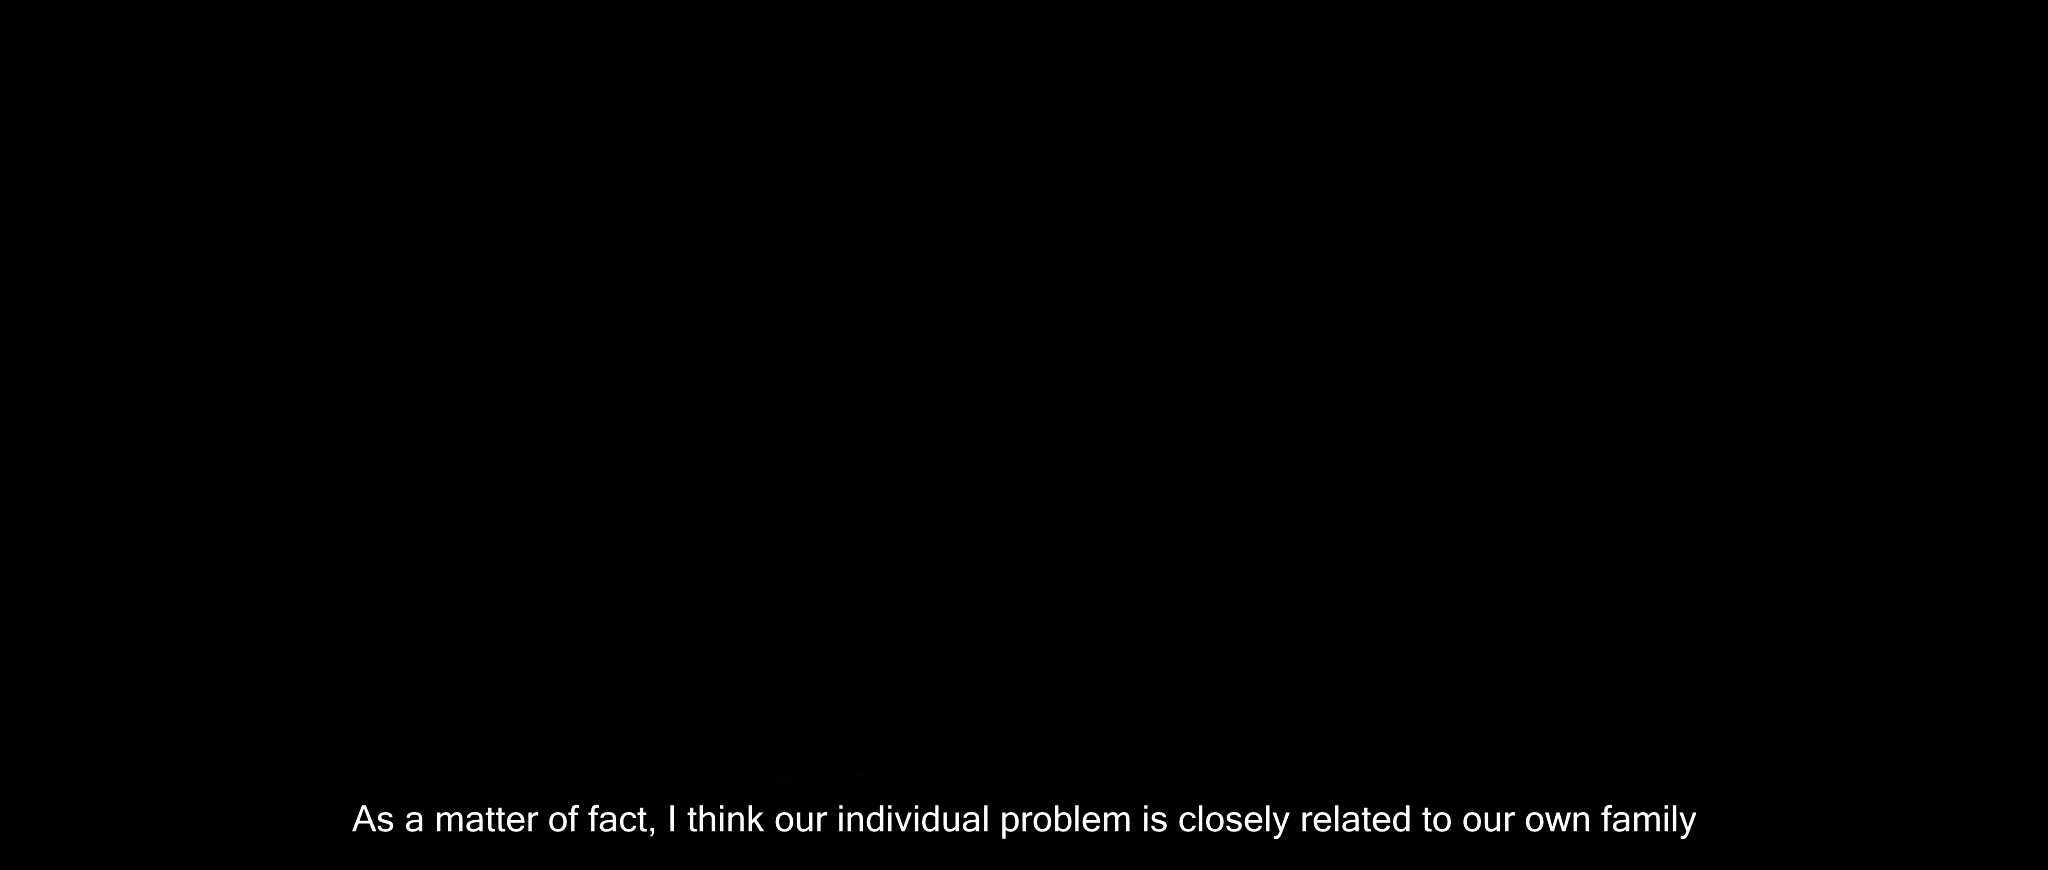 As a matter of fact, I think our individual problem is closely related to our own family